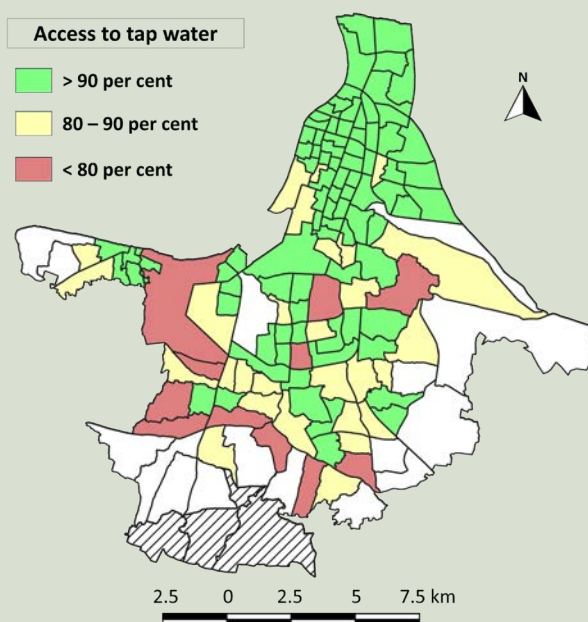 Access to tap water
> 90 per cent
80 – 90 per cent
< 80 per cent
N
2.5 0 2.5 5 7.5 km